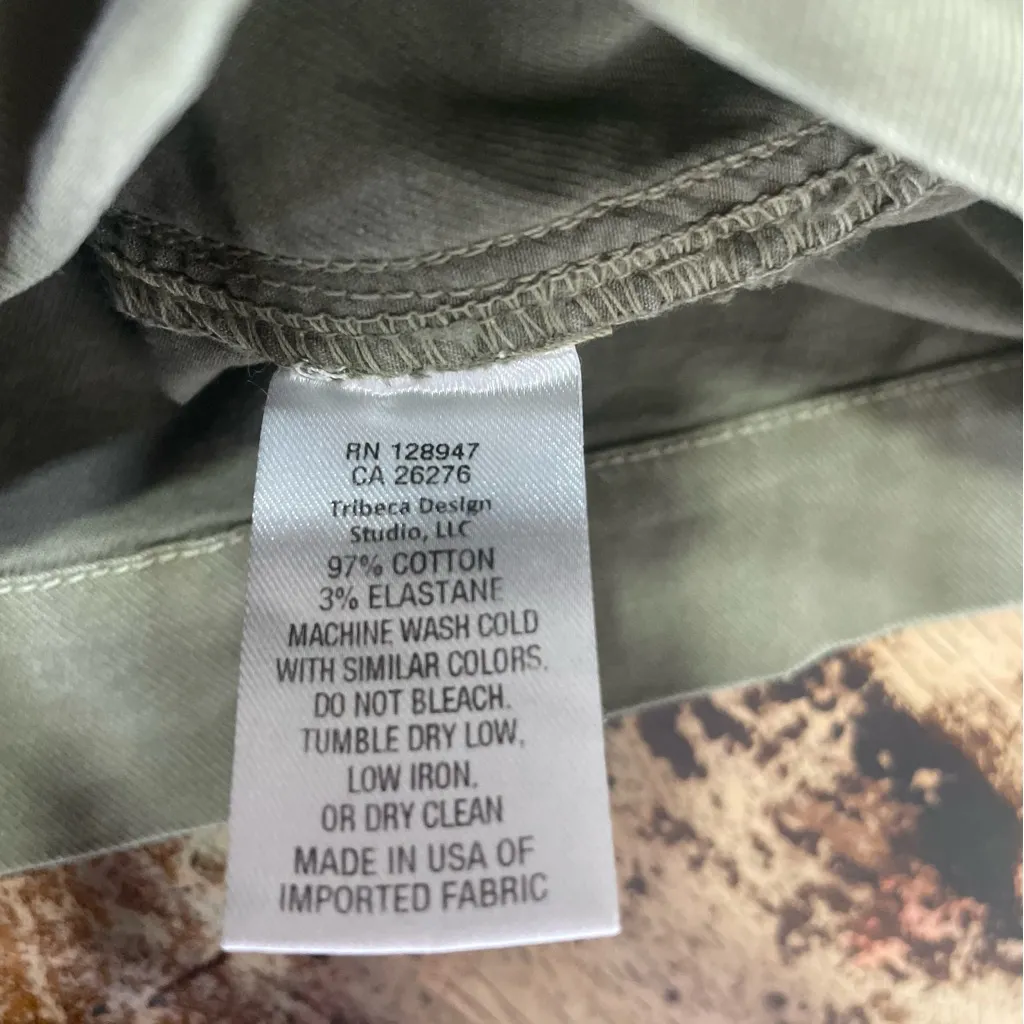 RN 128947
CA 26276
Tribeca Design
Studio, LLC
97% COTTON
3% ELASTANE
MACHINE WASH COLD
WITH SIMILAR COLORS.
DO NOT BLEACH.
TUMBLE DRY LOW,
LOW IRON.
OR DRY CLEAN
MADE IN USA OF
IMPORTED FABRIC